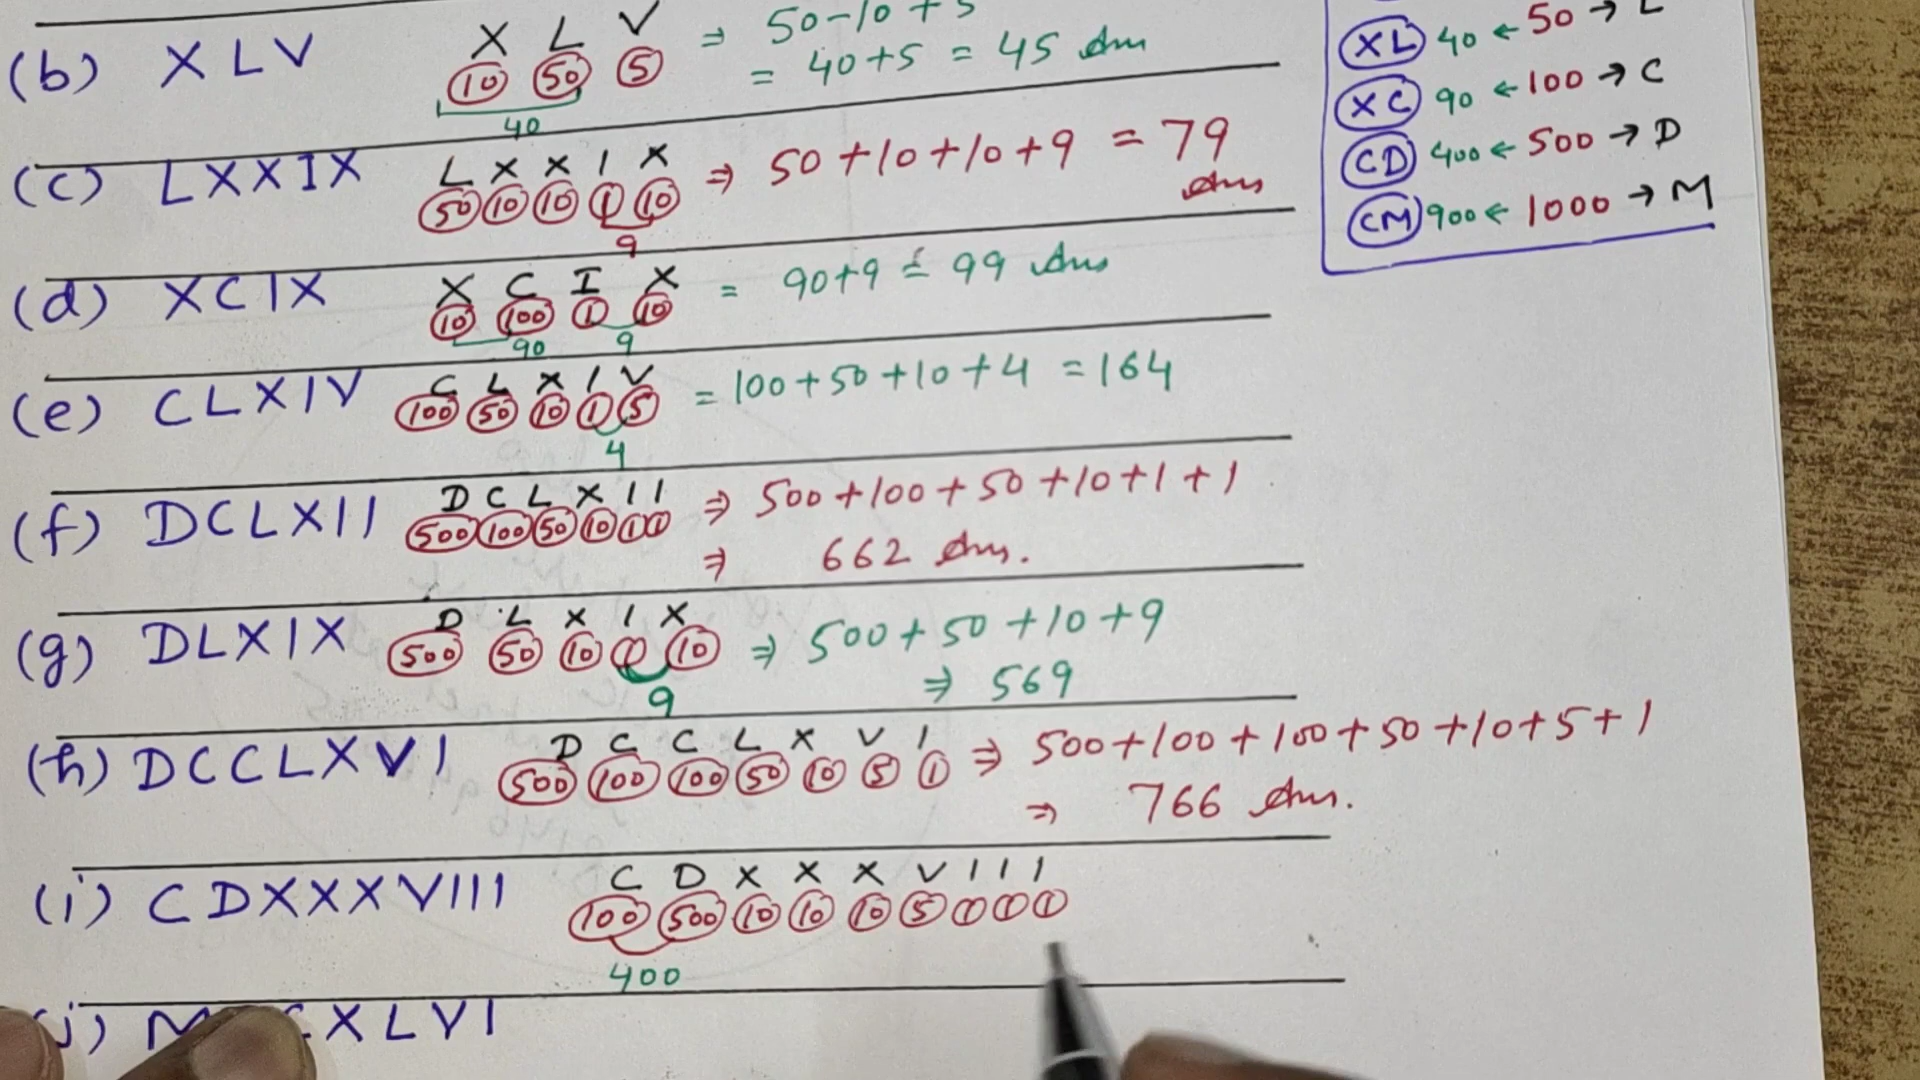 (b) XLV X L V ⇒ 50-10+5
10 50 5 = 40+5 = 45 Ans
40
(c) LXXIX L X X I X ⇒ 50+10+10+9 = 79
50 10 10 1 10 Ans
9
(d) XCIX X C I X = 90+9 = 99 Ans
10 100 1 10
90 9
(e) CLXIV C L X I V = 100+50+10+4 = 164
100 50 10 1 5
4
(f) DCLXII D C L X I I ⇒ 500+100+50+10+1+1
500 100 50 10 1 1 ⇒ 662 Ans.
(g) DLXIX D L X I X ⇒ 500+50+10+9
500 50 10 1 10 ⇒ 569
9
(h) DCCLXVI D C C L X V I ⇒ 500+100+100+50+10+5+1
500 100 100 50 10 5 1 ⇒ 766 Ans.
(i) CDXXXVIII C D X X X V I I I
100 500 10 10 10 5 1 1 1
400
(j) M XLVI
XL 40 ← 50 → L
XC 90 ← 100 → C
CD 400 ← 500 → D
CM 900 ← 1000 → M